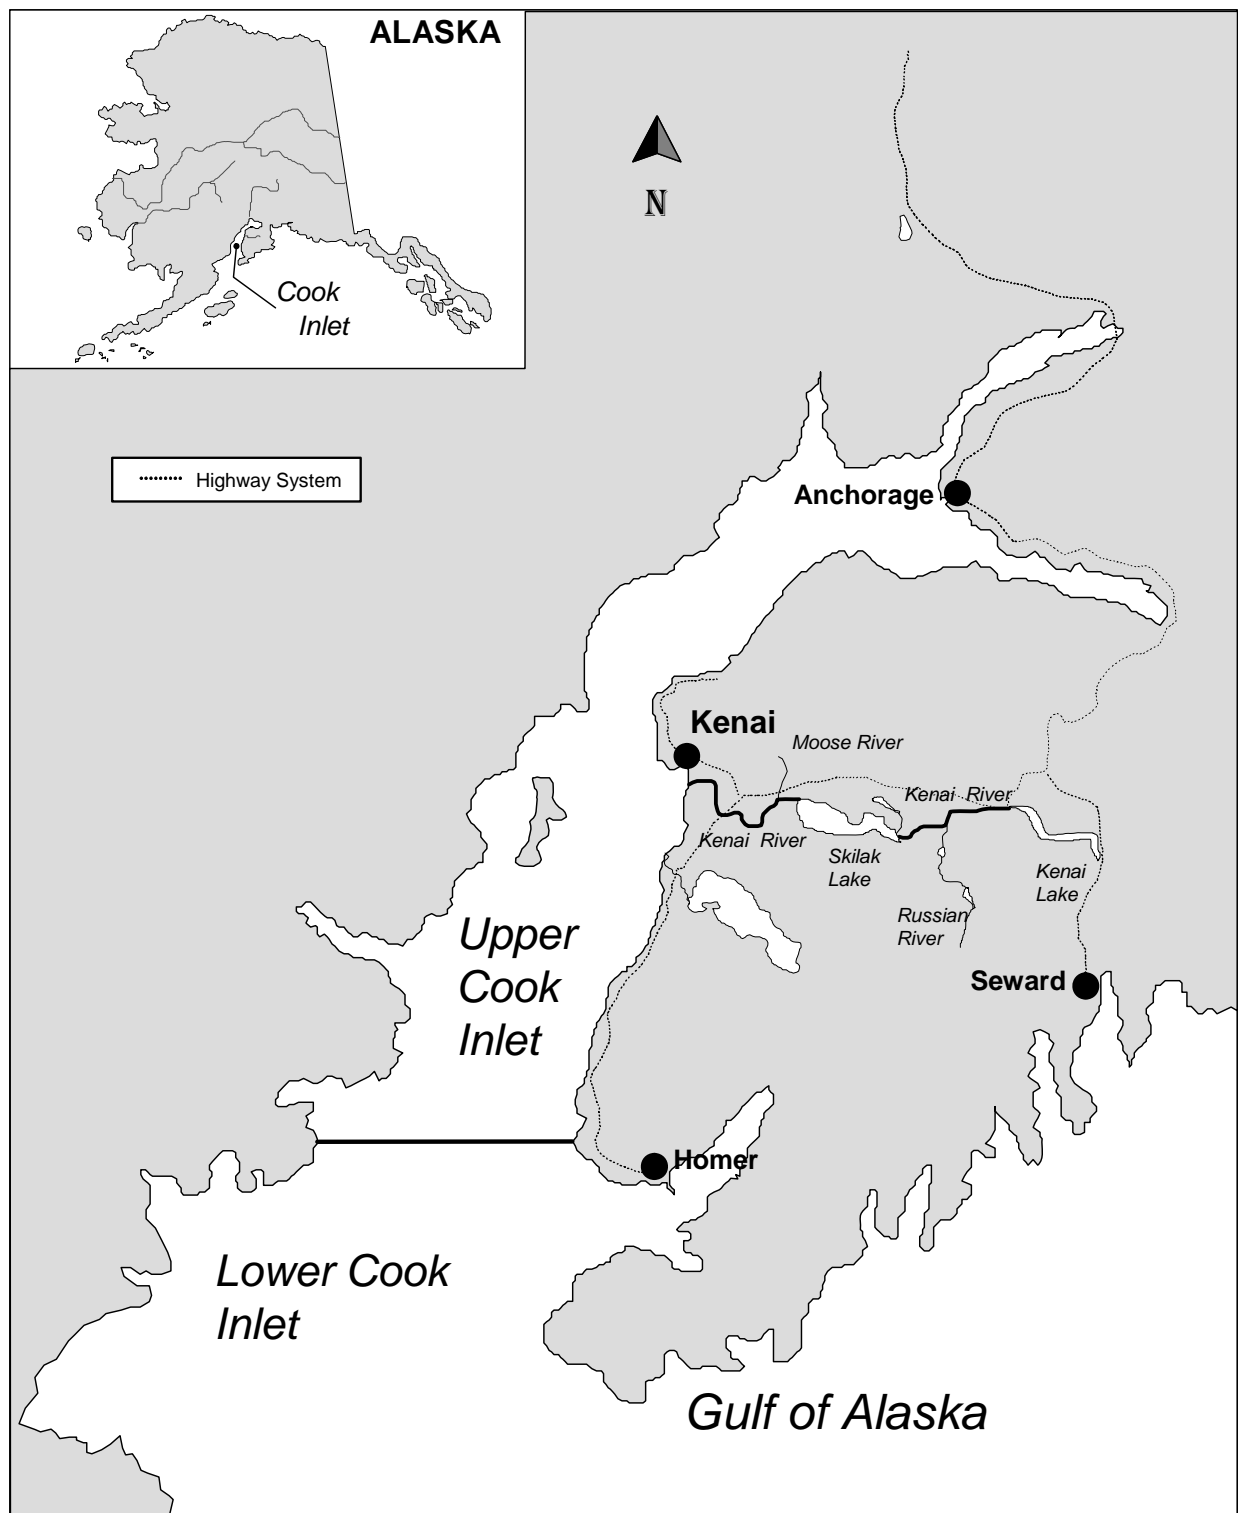 ALASKA
N
Cook
Inlet
Highway System
Anchorage
Kenai
Moose River
Kenai River
Kenai River
Skilak
Lake
Kenai
Lake
Russian
River
Upper
Cook
Inlet
Seward
Homer
Lower Cook
Inlet
Gulf of Alaska